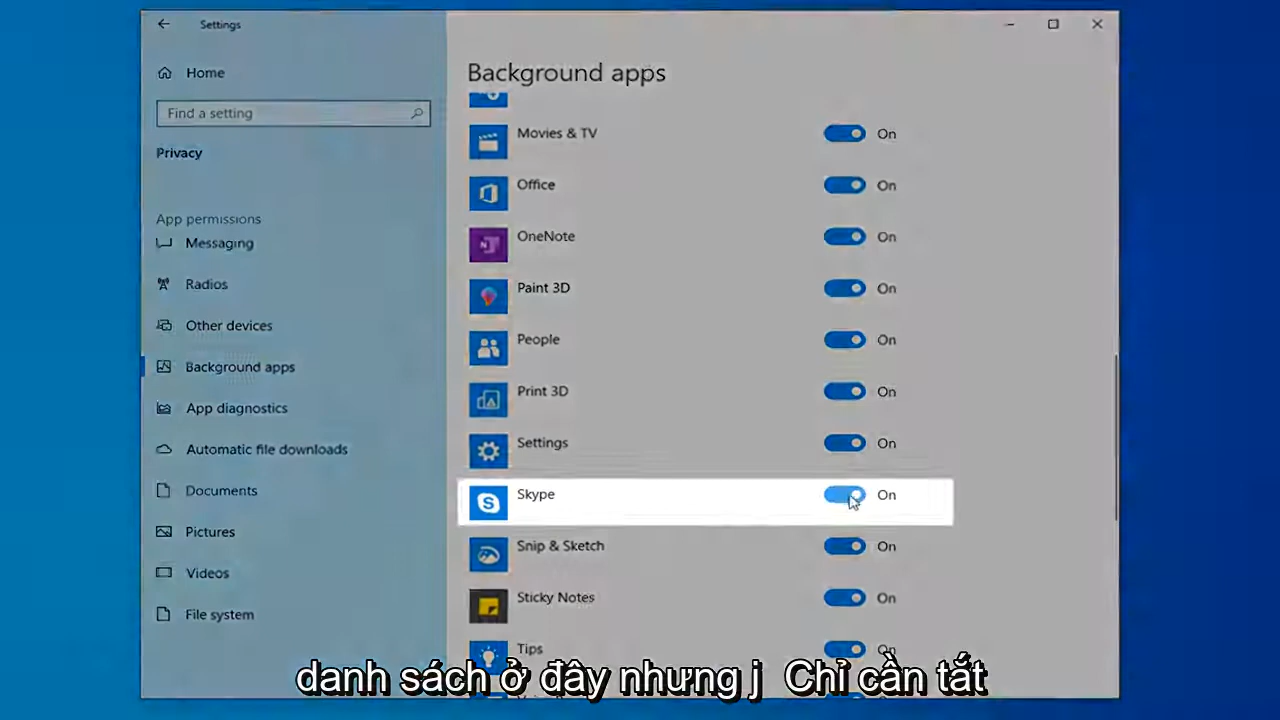 Settings
Home
Find a setting
Privacy
App permissions
Messaging
Radios
Other devices
Background apps
App diagnostics
Automatic file downloads
Documents
Pictures
Videos
File system
Background apps
Movies & TV On
Office On
OneNote On
Paint 3D On
People On
Print 3D On
Settings On
Skype On
Snip & Sketch On
Sticky Notes On
Tips On
danh sách ở đây nhưng j Chỉ cần tắt